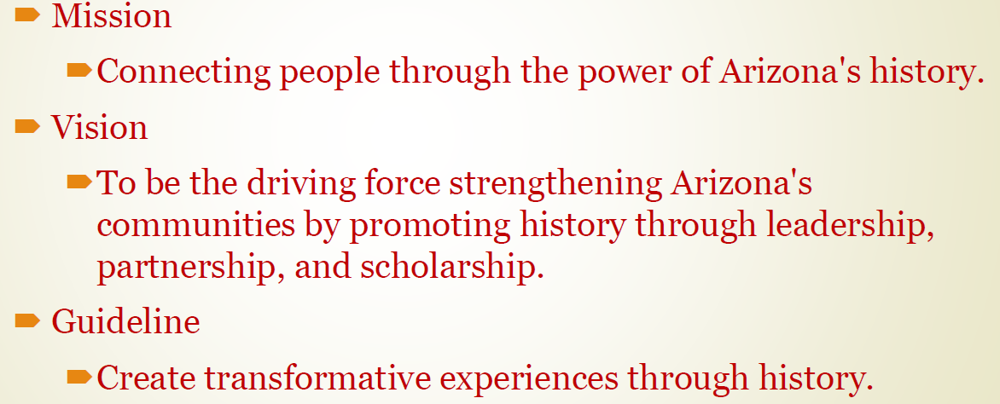 Mission
Connecting people through the power of Arizona's history.
Vision
To be the driving force strengthening Arizona's
communities by promoting history through leadership,
partnership, and scholarship.
Guideline
Create transformative experiences through history.